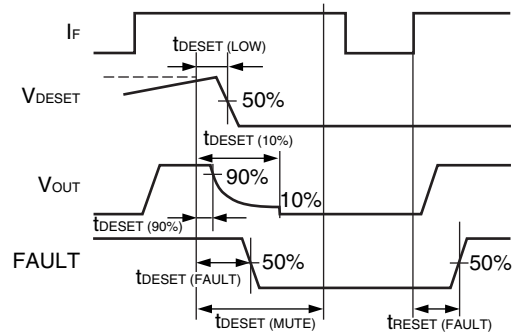 IF
tDESET (LOW)
VDESET
50%
tDESET (10%)
VOUT
90%
10%
tDESET (90%)
FAULT
50%
50%
tDESET (FAULT)
tDESET (MUTE)
tRESET (FAULT)